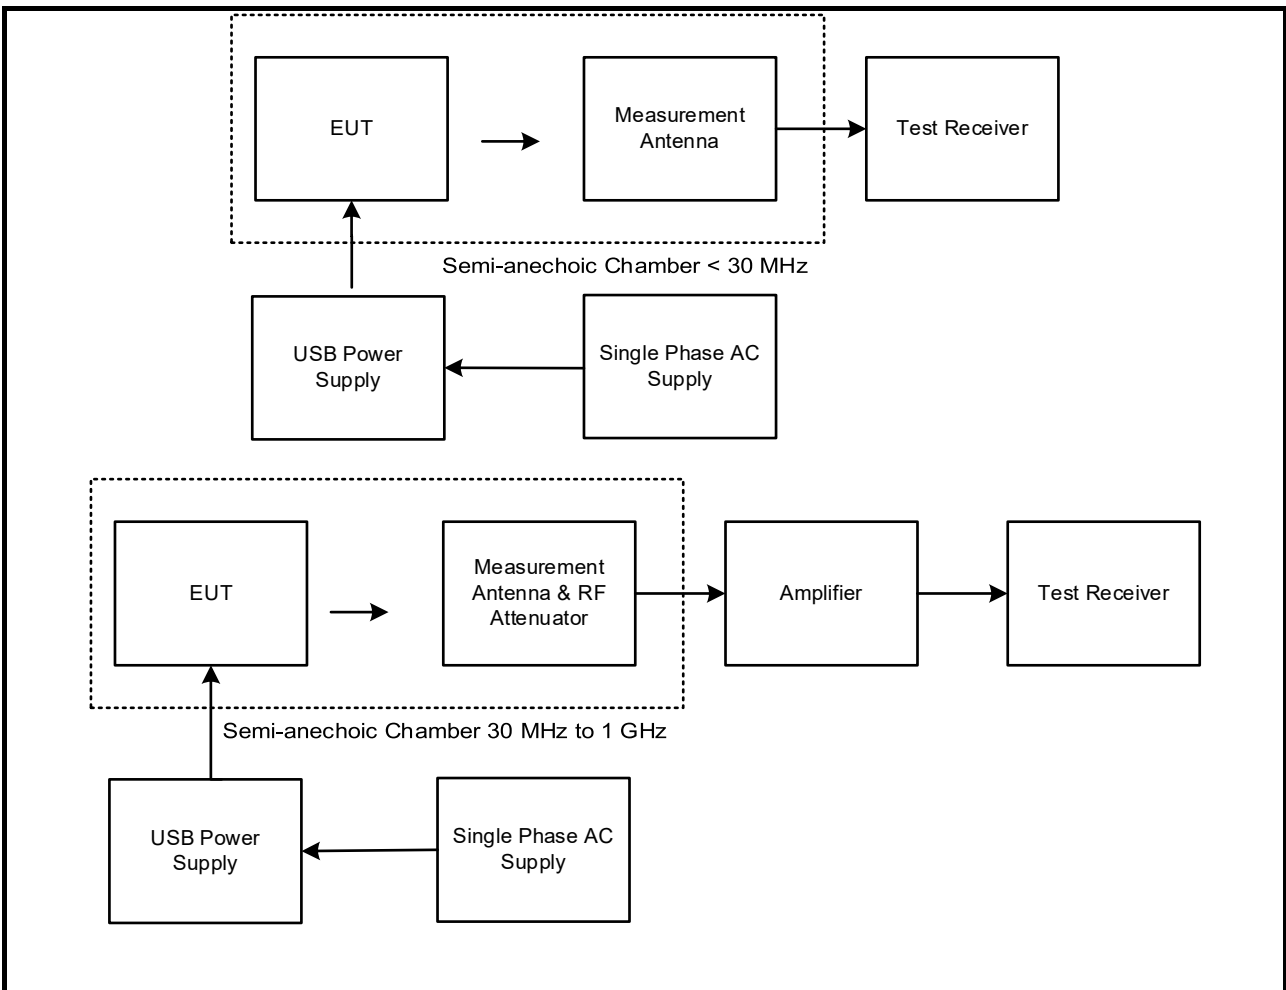 EUT
Measurement
Antenna
Test Receiver
Semi-anechoic Chamber < 30 MHz
USB Power
Supply
Single Phase AC
Supply
EUT
Measurement
Antenna & RF
Attenuator
Amplifier
Test Receiver
Semi-anechoic Chamber 30 MHz to 1 GHz
USB Power
Supply
Single Phase AC
Supply